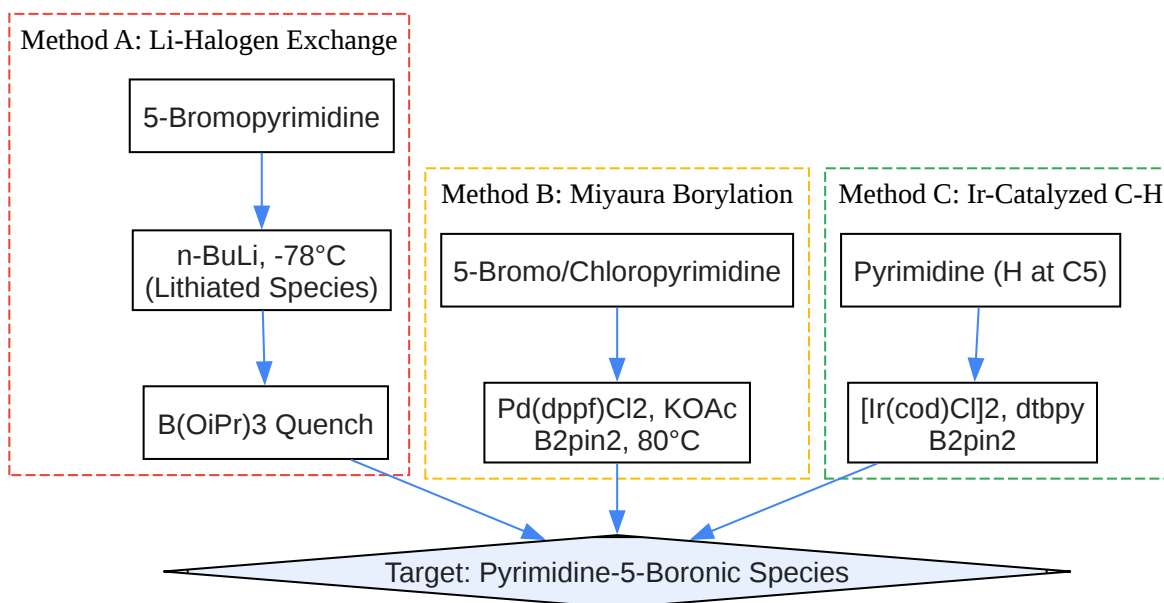 Method A: Li-Halogen Exchange
5-Bromopyrimidine
n-BuLi, -78°C
(Lithiated Species)
B(OiPr)3 Quench
Method B: Miyaura Borylation
5-Bromo/Chloropyrimidine
Pd(dppf)Cl2, KOAc
B2pin2, 80°C
Method C: Ir-Catalyzed C-H
Pyrimidine (H at C5)
[Ir(cod)Cl]2, dtbpy
B2pin2
Target: Pyrimidine-5-Boronic Species